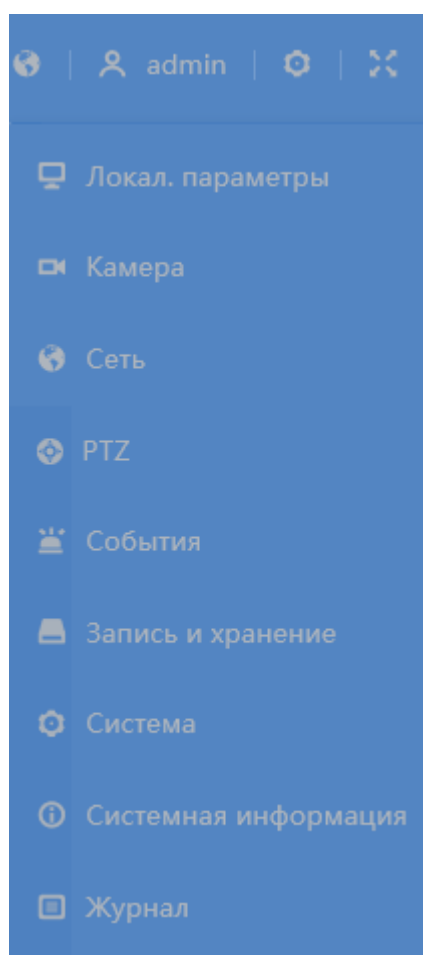 admin
Локал. параметры
Камера
Сеть
PTZ
События
Запись и хранение
Система
Системная информация
Журнал